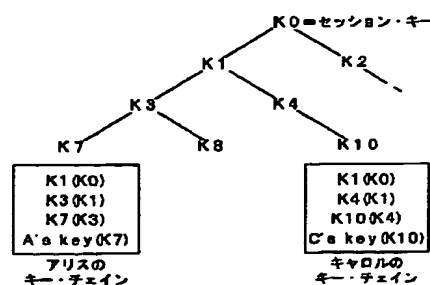 K0=セッション・キー
K1
K2
K3
K4
K7
K8
K10
K1(K0)
K3(K1)
K7(K3)
A's key(K7)
アリスの
キー・チェイン
K1(K0)
K4(K1)
K10(K4)
C's key(K10)
キャロルの
キー・チェイン